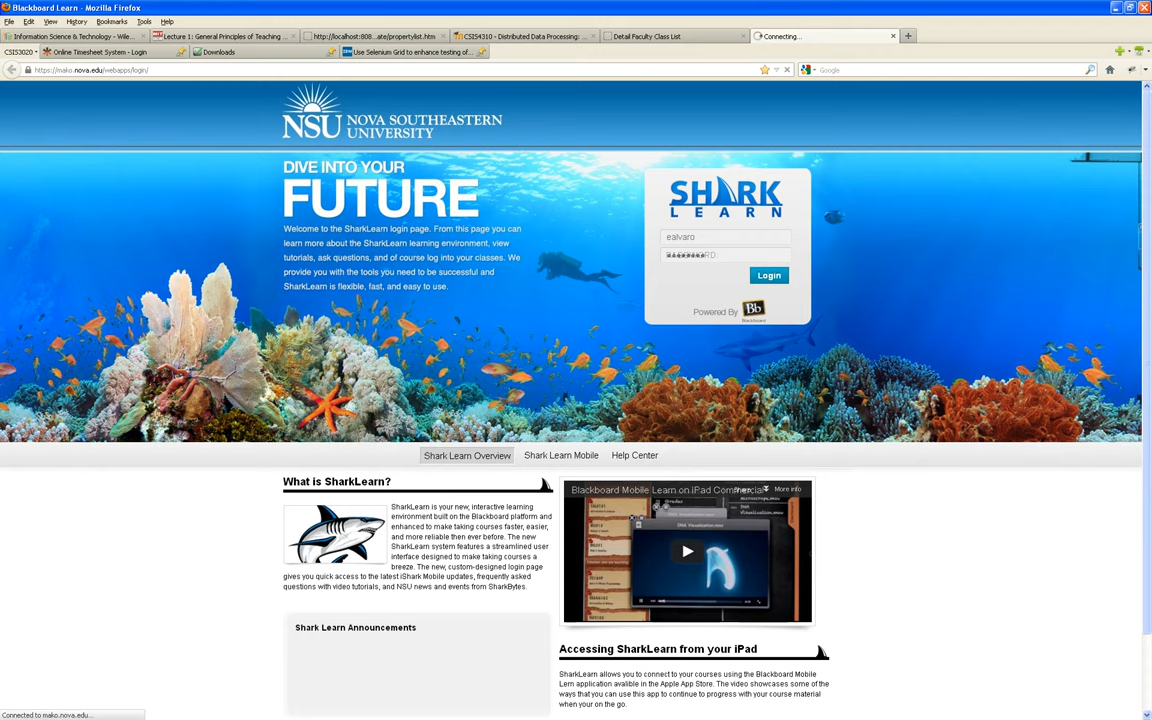 Blackboard Learn - Mozilla Firefox
File Edit View History Bookmarks Tools Help
Information Science & Technology - Wile...
Lecture 1: General Principles of Teaching ...
http://localhost:808...ate/propertylist.htm
CSIS4310 - Distributed Data Processing: ...
Detail Faculty Class List
Connecting...
CSIS3020
Online Timesheet System - Login
Downloads
Use Selenium Grid to enhance testing of...
https://mako.nova.edu/webapps/login/
Google
NSU NOVA SOUTHEASTERN
UNIVERSITY
DIVE INTO YOUR
FUTURE
Welcome to the SharkLearn login page. From this page you can
learn more about the SharkLearn learning environment, view
tutorials, ask questions, and of course log into your classes. We
provide you with the tools you need to be successful and
SharkLearn is flexible, fast, and easy to use.
SHARK
LEARN
ealvaro
Login
Powered By Bb
Blackboard
Shark Learn Overview Shark Learn Mobile Help Center
What is SharkLearn?
SharkLearn is your new, interactive learning
environment built on the Blackboard platform and
enhanced to make taking courses faster, easier,
and more reliable then ever before. The new
SharkLearn system features a streamlined user
interface designed to make taking courses a
breeze. The new, custom-designed login page
gives you quick access to the latest iShark Mobile updates, frequently asked
questions with video tutorials, and NSU news and events from SharkBytes.
Shark Learn Announcements
Blackboard Mobile Learn on iPad Commercial
Share More info
DNA Visualization.mov
Accessing SharkLearn from your iPad
SharkLearn allows you to connect to your courses using the Blackboard Mobile
Lern application avalible in the Apple App Store. The video showcases some of the
ways that you can use this app to continue to progress with your course material
when your on the go.
Connected to mako.nova.edu...